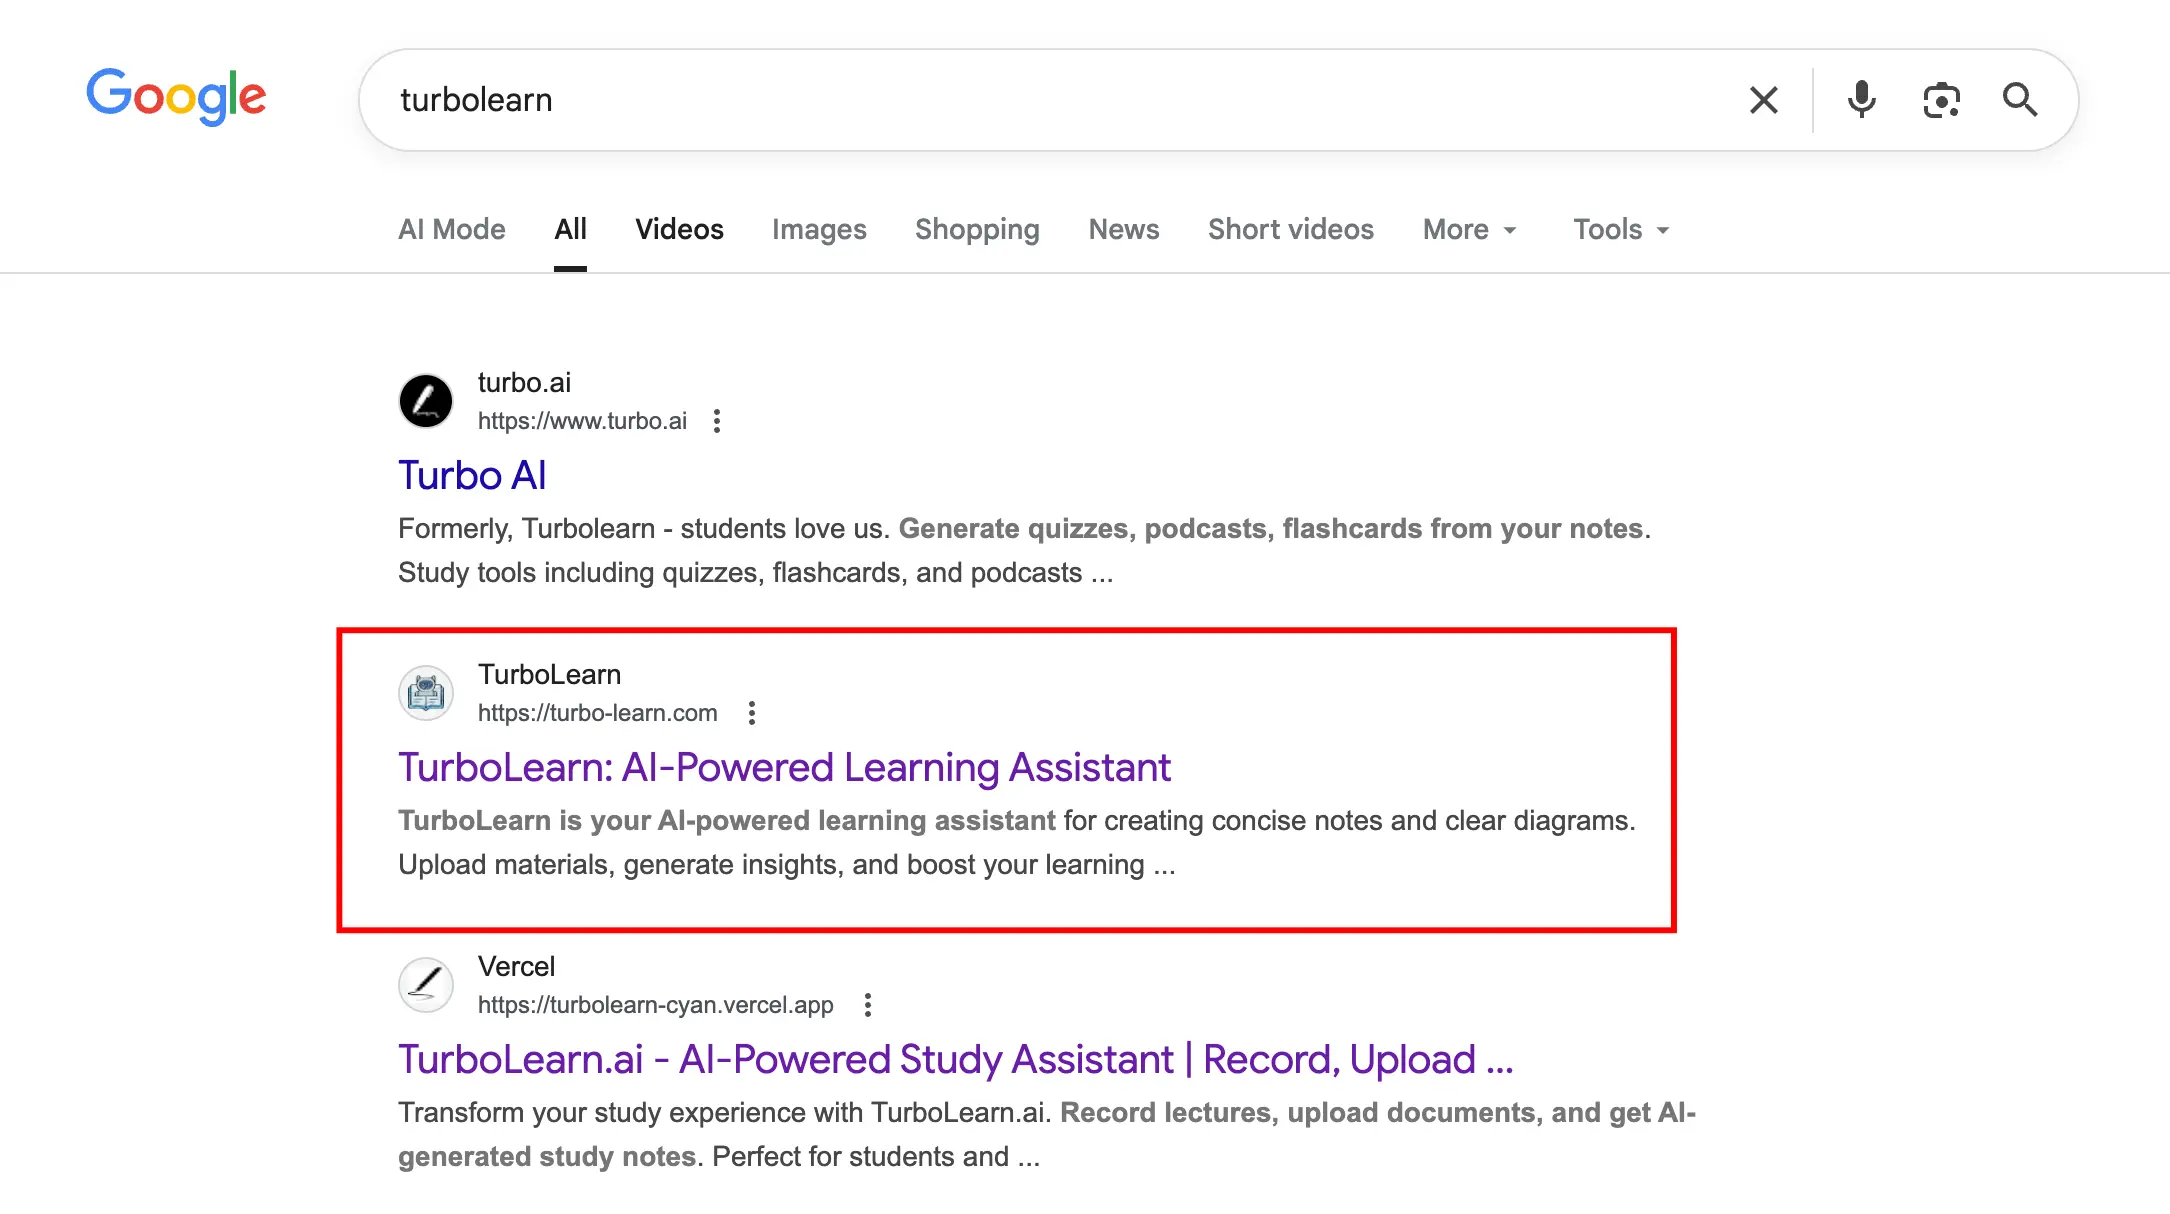 Google
turbolearn
AI Mode All Videos Images Shopping News Short videos More Tools
turbo.ai
https://www.turbo.ai
Turbo AI
Formerly, Turbolearn - students love us. Generate quizzes, podcasts, flashcards from your notes.
Study tools including quizzes, flashcards, and podcasts ...
TurboLearn
https://turbo-learn.com
TurboLearn: AI-Powered Learning Assistant
TurboLearn is your AI-powered learning assistant for creating concise notes and clear diagrams.
Upload materials, generate insights, and boost your learning ...
Vercel
https://turbolearn-cyan.vercel.app
TurboLearn.ai - AI-Powered Study Assistant | Record, Upload ...
Transform your study experience with TurboLearn.ai. Record lectures, upload documents, and get AI-
generated study notes. Perfect for students and ...